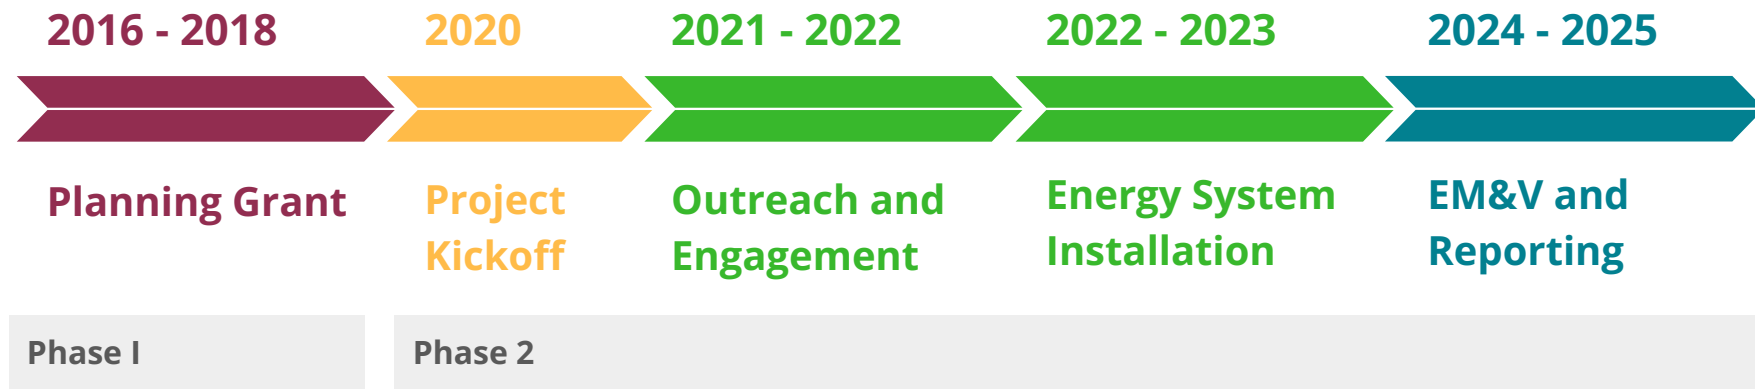 2016 - 2018
2020
2021 - 2022
2022 - 2023
2024 - 2025
Planning Grant
Project
Kickoff
Outreach and
Engagement
Energy System
Installation
EM&V and
Reporting
Phase I
Phase 2